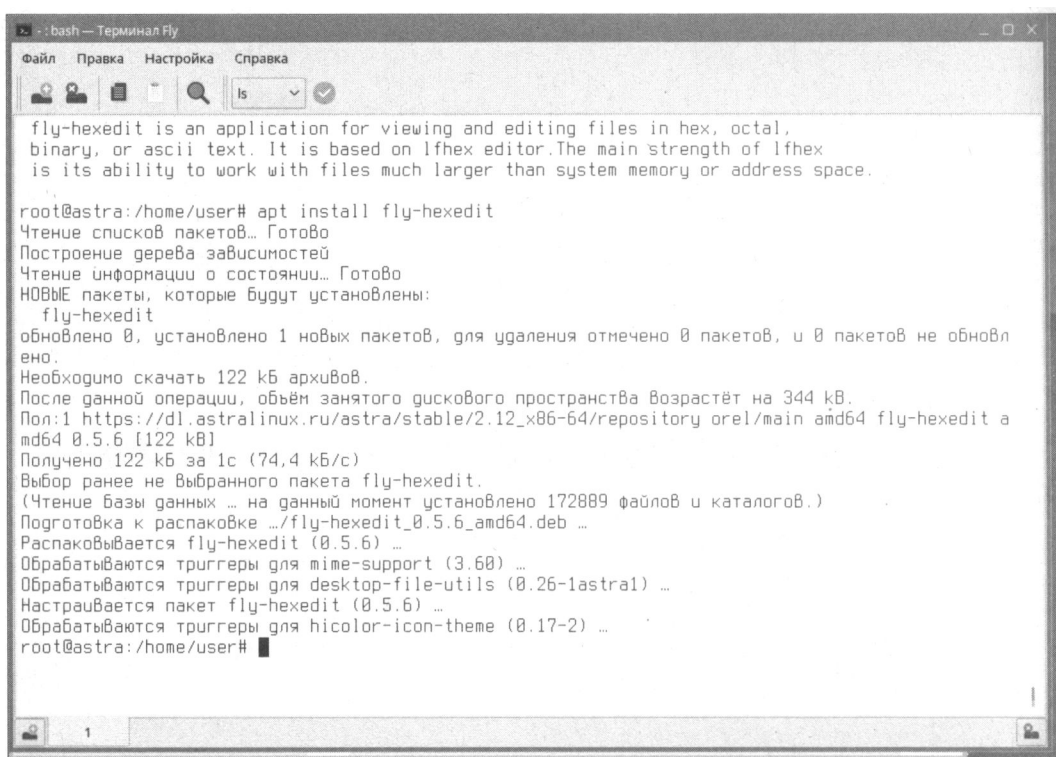 - : bash — Терминал Fly
Файл Правка Настройка Справка
ls
fly-hexedit is an application for viewing and editing files in hex, octal,
binary, or ascii text. It is based on lfhex editor.The main strength of lfhex
is its ability to work with files much larger than system memory or address space.
root@astra:/home/user# apt install fly-hexedit
Чтение списков пакетов… Готово
Построение дерева зависимостей
Чтение информации о состоянии… Готово
НОВЫЕ пакеты, которые будут установлены:
fly-hexedit
обновлено 0, установлено 1 новых пакетов, для удаления отмечено 0 пакетов, и 0 пакетов не обновл
ено.
Необходимо скачать 122 kБ архивов.
После данной операции, объём занятого дискового пространства возрастёт на 344 kB.
Пол:1 https://dl.astralinux.ru/astra/stable/2.12_x86-64/repository orel/main amd64 fly-hexedit a
md64 0.5.6 [122 kB]
Получено 122 kБ за 1с (74,4 kБ/c)
Выбор ранее не выбранного пакета fly-hexedit.
(Чтение базы данных … на данный момент установлено 172889 файлов и каталогов.)
Подготовка к распаковке …/fly-hexedit_0.5.6_amd64.deb …
Распаковывается fly-hexedit (0.5.6) …
Обрабатываются триггеры для mime-support (3.60) …
Обрабатываются триггеры для desktop-file-utils (0.26-1astra1) …
Настраивается пакет fly-hexedit (0.5.6) …
Обрабатываются триггеры для hicolor-icon-theme (0.17-2) …
root@astra:/home/user#
1